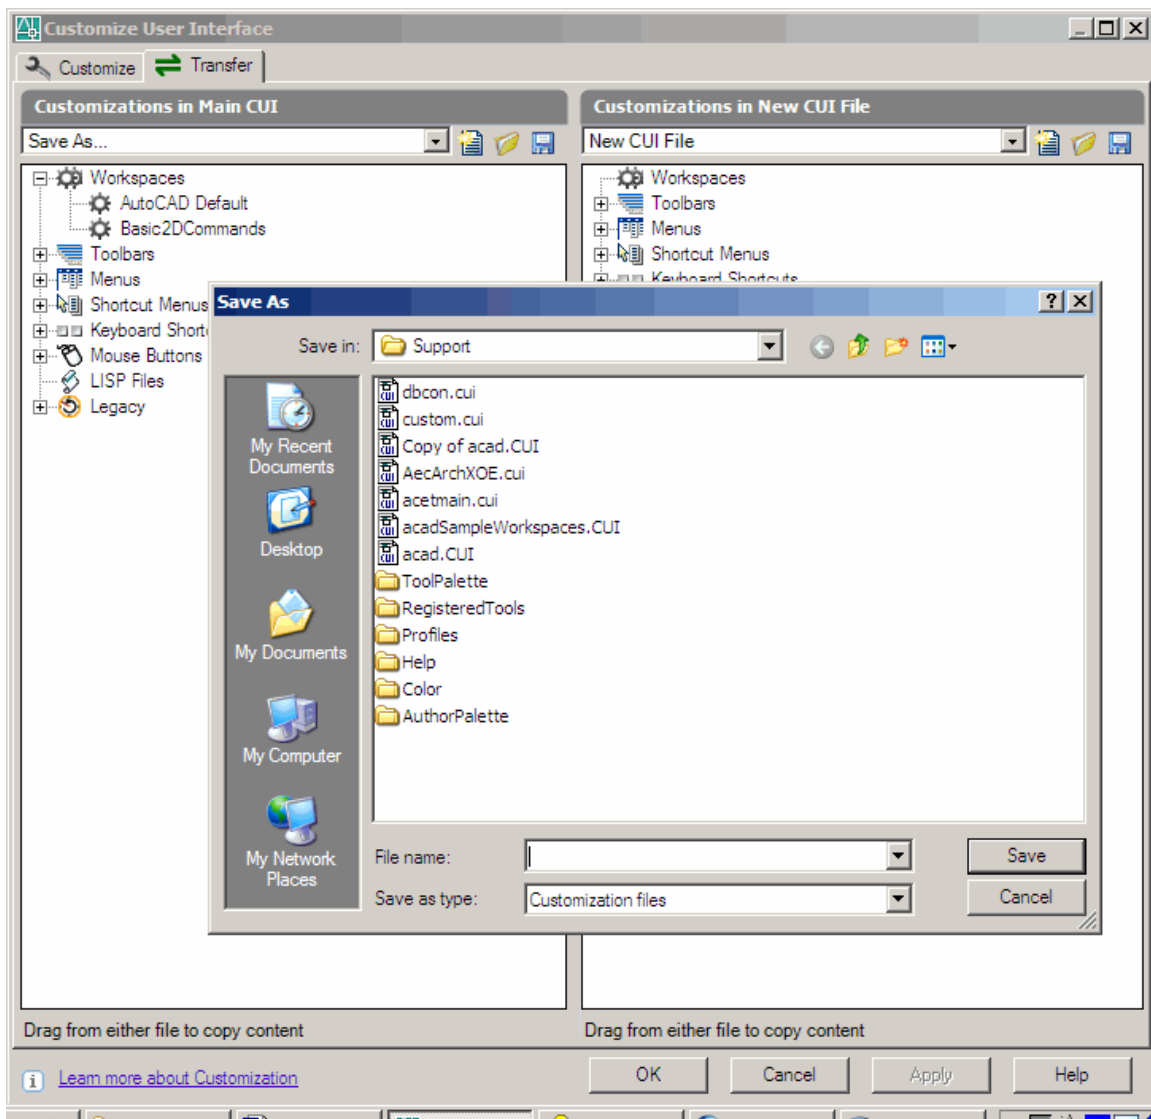 Customize User Interface
Customize
Transfer
Customizations in Main CUI
Save As...
Workspaces
AutoCAD Default
Basic2DCommands
Toolbars
Menus
Shortcut Menus
Keyboard Short
Mouse Buttons
LISP Files
Legacy
Drag from either file to copy content
Customizations in New CUI File
New CUI File
Workspaces
Toolbars
Menus
Shortcut Menus
Keyboard Shortcuts
Drag from either file to copy content
Save As
Save in:
Support
My Recent
Documents
Desktop
My Documents
My Computer
My Network
Places
dbcon.cui
custom.cui
Copy of acad.CUI
AecArchXOE.cui
acetmain.cui
acadSampleWorkspaces.CUI
acad.CUI
ToolPalette
RegisteredTools
Profiles
Help
Color
AuthorPalette
File name:
Save
Save as type:
Customization files
Cancel
Learn more about Customization
OK
Cancel
Apply
Help